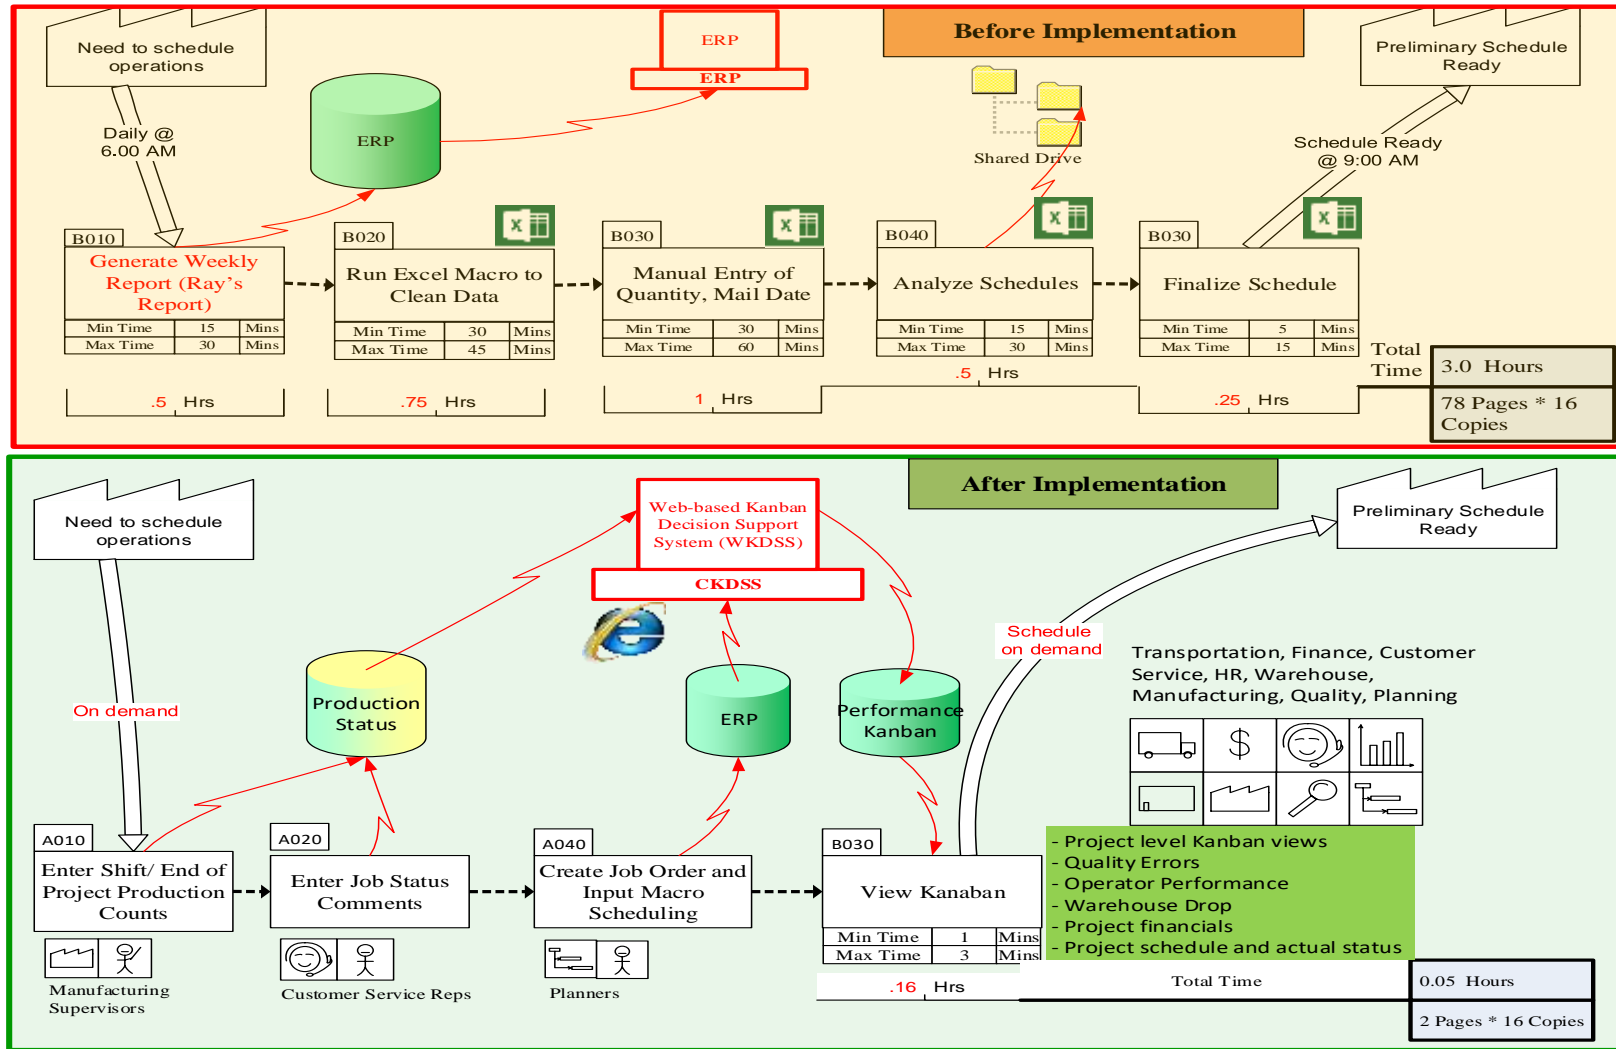 Before Implementation
Need to schedule
operations
ERP
ERP
Preliminary Schedule
Ready
Daily @
6.00 AM
ERP
Shared Drive
Schedule Ready
@ 9:00 AM
B010
Generate Weekly
Report (Ray's
Report)
Min Time 15 Mins
Max Time 30 Mins
B020
Run Excel Macro to
Clean Data
Min Time 30 Mins
Max Time 45 Mins
B030
Manual Entry of
Quantity, Mail Date
Min Time 30 Mins
Max Time 60 Mins
B040
Analyze Schedules
Min Time 15 Mins
Max Time 30 Mins
B030
Finalize Schedule
Min Time 5 Mins
Max Time 15 Mins
.5 Hrs
.75 Hrs
1 Hrs
.5 Hrs
.25 Hrs
Total
Time
3.0 Hours
78 Pages * 16
Copies
After Implementation
Need to schedule
operations
Web-based Kanban
Decision Support
System (WKDSS)
CKDSS
Preliminary Schedule
Ready
On demand
Production
Status
ERP
Performance
Kanban
Schedule
on demand
Transportation, Finance, Customer
Service, HR, Warehouse,
Manufacturing, Quality, Planning
$
A010
Enter Shift/ End of
Project Production
Counts
Manufacturing
Supervisors
A020
Enter Job Status
Comments
Customer Service Reps
A040
Create Job Order and
Input Macro
Scheduling
Planners
B030
View Kanaban
Min Time 1 Mins
Max Time 3 Mins
.16 Hrs
- Project level Kanban views
- Quality Errors
- Operator Performance
- Warehouse Drop
- Project financials
- Project schedule and actual status
Total Time
0.05 Hours
2 Pages * 16 Copies